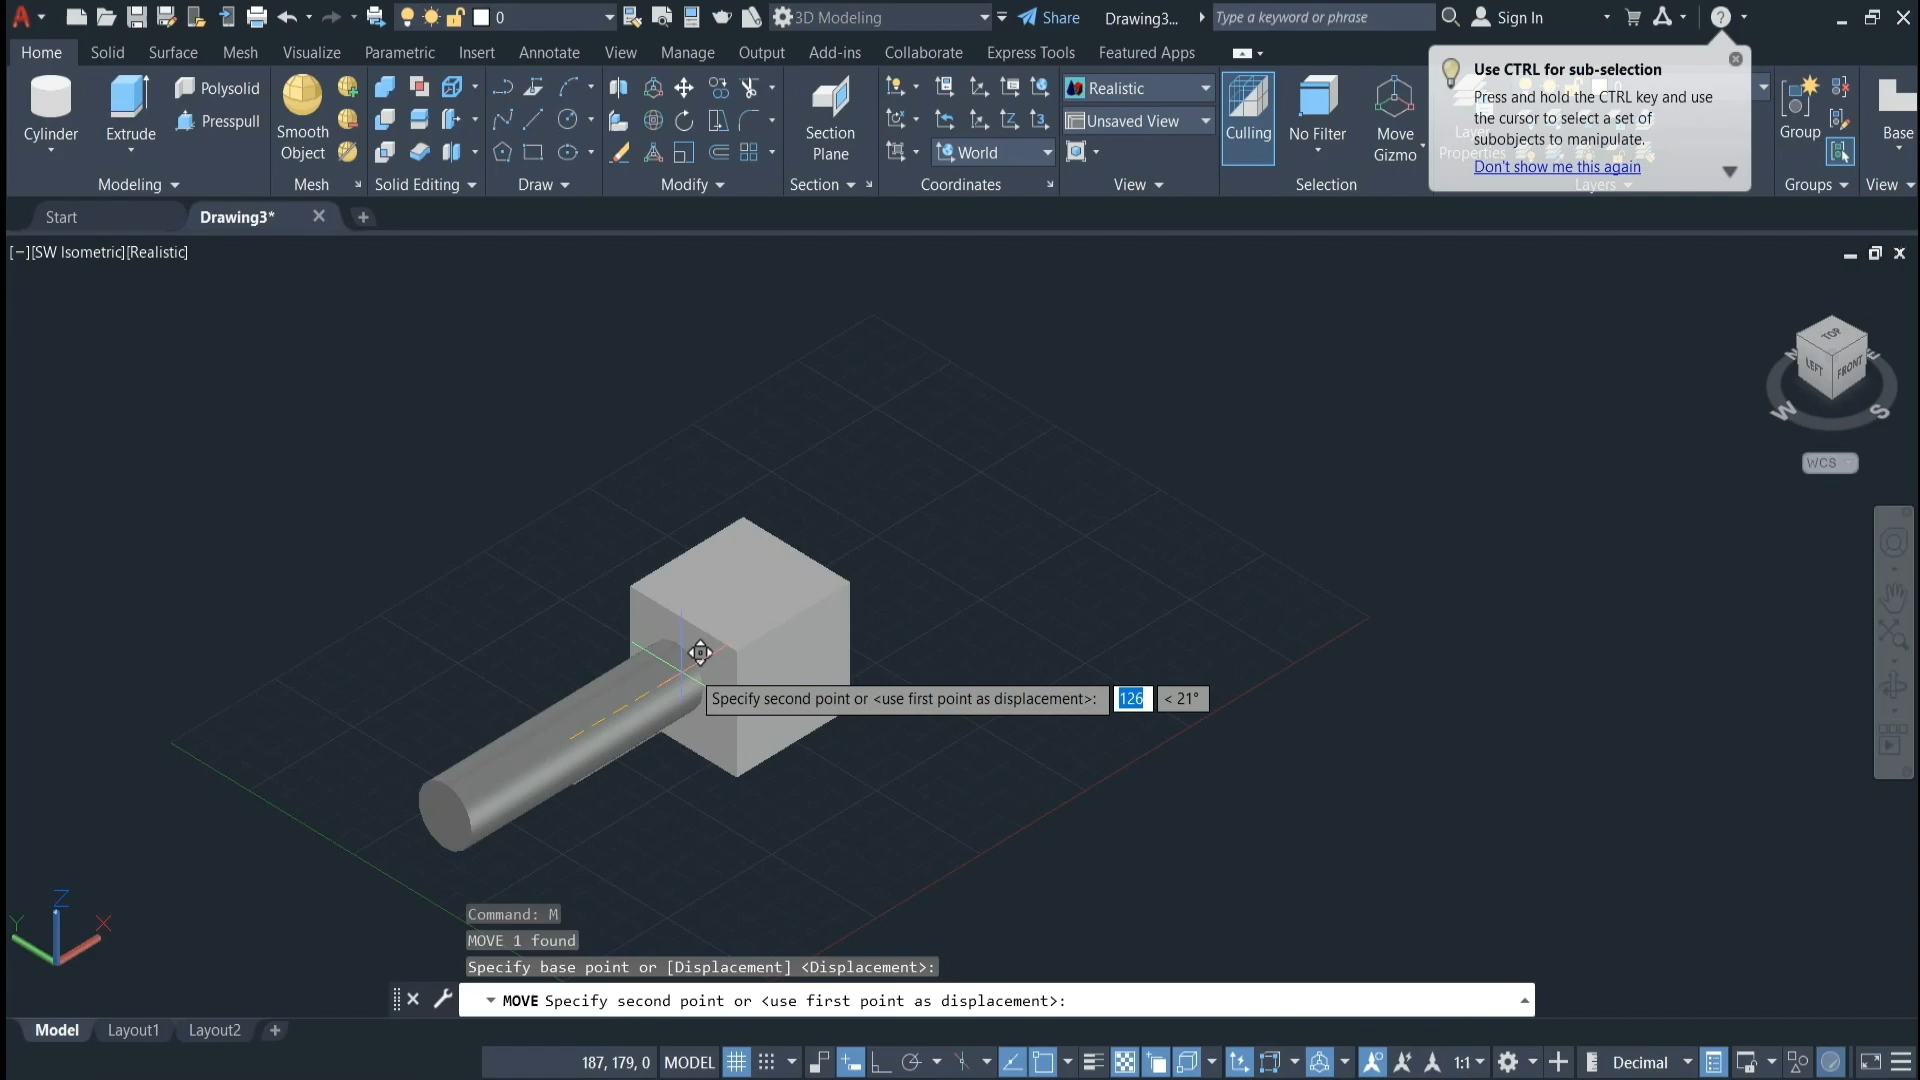 0
3D Modeling
Share
Drawing3...
Type a keyword or phrase
Sign In
Home
Solid
Surface
Mesh
Visualize
Parametric
Insert
Annotate
View
Manage
Output
Add-ins
Collaborate
Express Tools
Featured Apps
Use CTRL for sub-selection
Press and hold the CTRL key and use
the cursor to select a set of
subobjects to manipulate.
Don't show me this again
Cylinder
Extrude
Polysolid
Presspull
Smooth
Object
Section
Plane
World
Realistic
Unsaved View
Culling
No Filter
Move
Gizmo
Layer
Properties
Group
Base
Modeling
Mesh
Solid Editing
Draw
Modify
Section
Coordinates
View
Selection
Layers
Groups
View
Start
Drawing3*
[−][SW Isometric][Realistic]
TOP
LEFT
FRONT
N
E
W
S
WCS
Specify second point or <use first point as displacement>:
126
< 21°
Z
Y
X
Command: M
MOVE 1 found
Specify base point or [Displacement] <Displacement>:
MOVE Specify second point or <use first point as displacement>:
Model
Layout1
Layout2
187, 179, 0
MODEL
1:1
Decimal